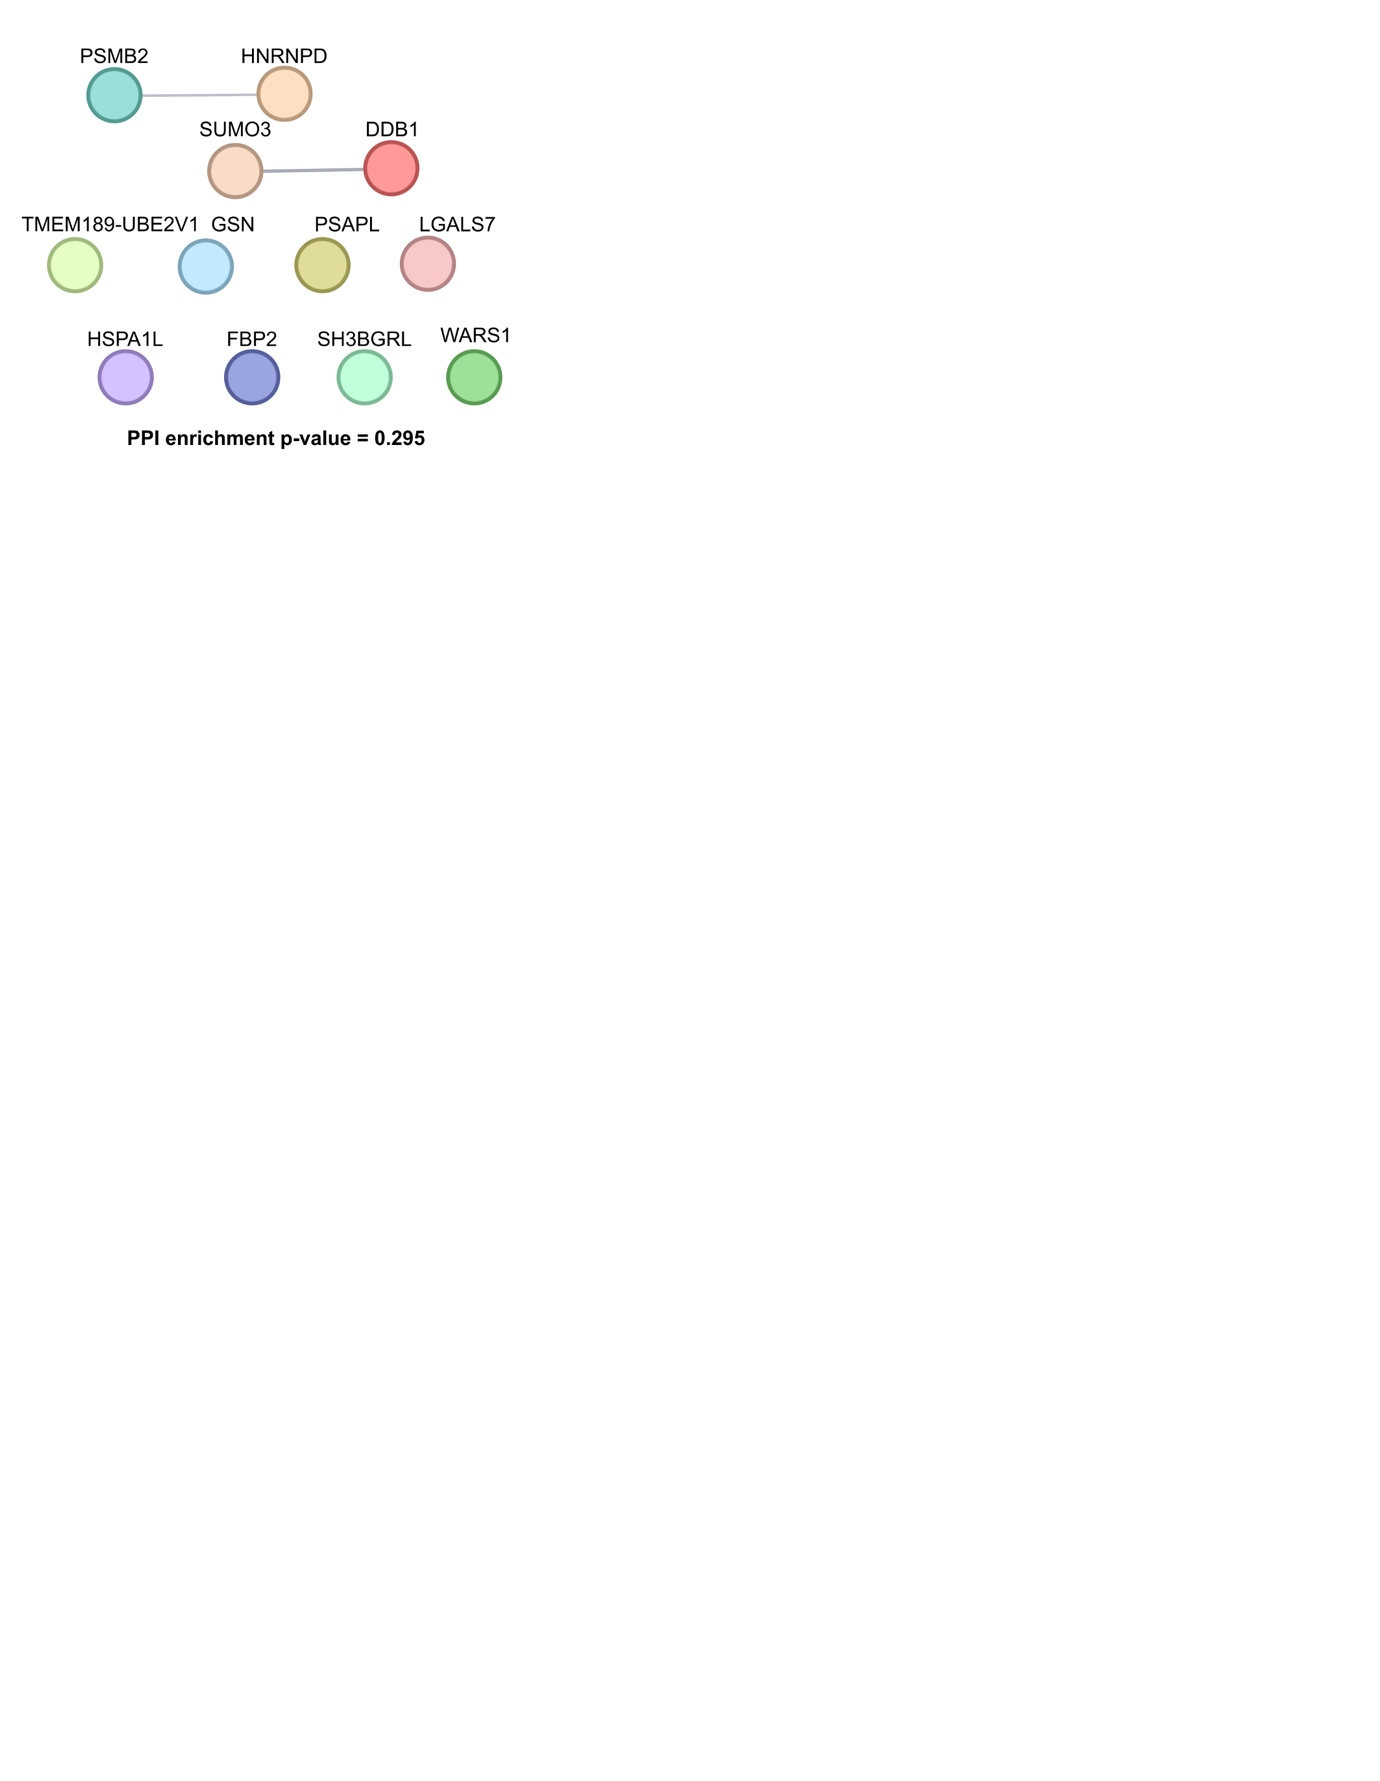 PSMB2 HNRNPD
SUMO3 DDB1
TMEM189-UBE2V1 GSN PSAPL LGALS7
HSPA1L FBP2 SH3BGRL WARS1
PPI enrichment p-value = 0.295